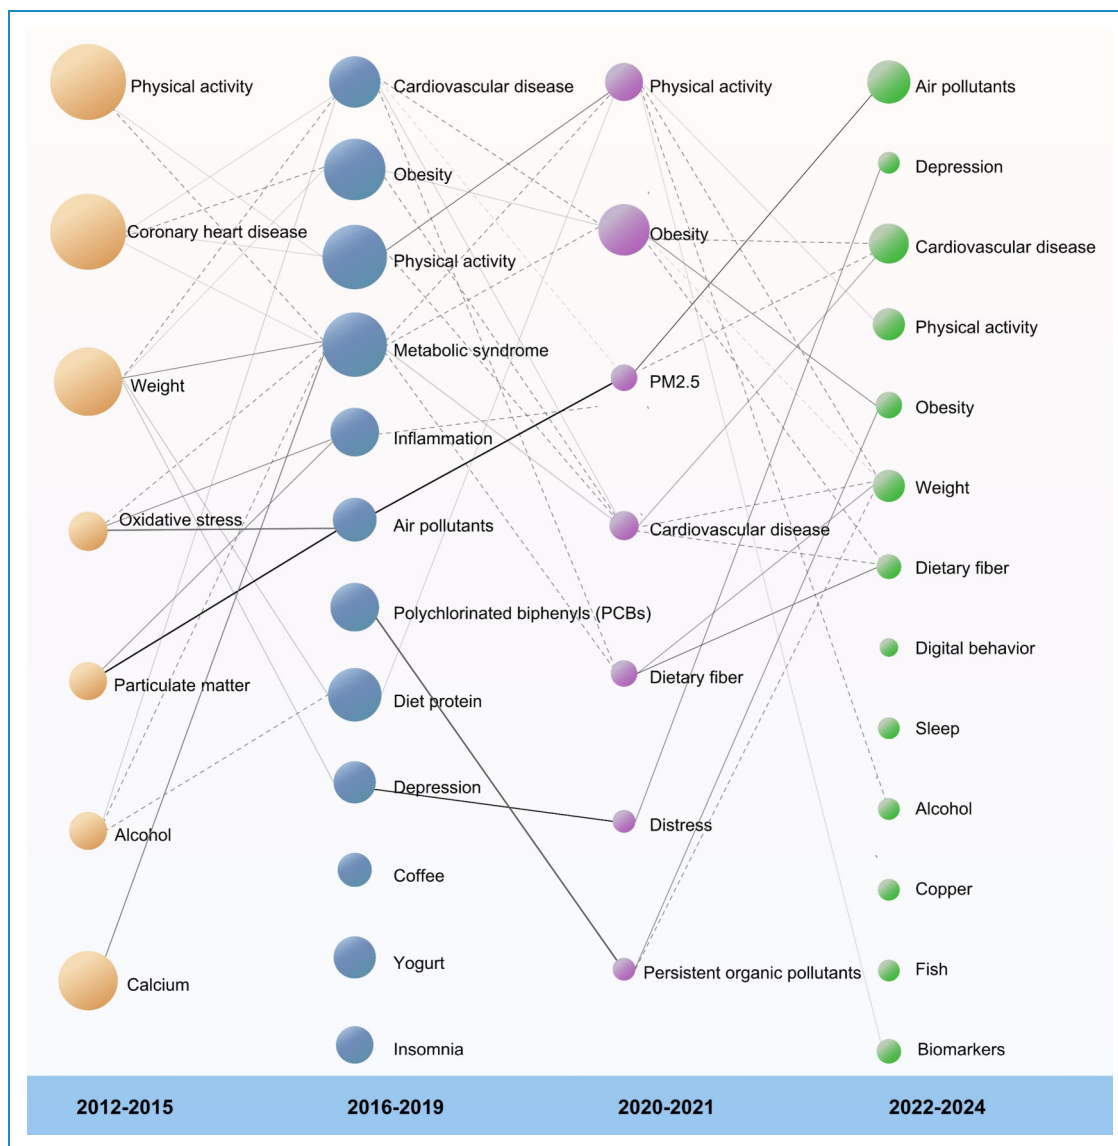 Physical activity
Coronary heart disease
Weight
Oxidative stress
Particulate matter
Alcohol
Calcium
2012-2015
Cardiovascular disease
Obesity
Physical activity
Metabolic syndrome
Inflammation
Air pollutants
Polychlorinated biphenyls (PCBs)
Diet protein
Depression
Coffee
Yogurt
Insomnia
2016-2019
Physical activity
Obesity
PM2.5
Cardiovascular disease
Dietary fiber
Distress
Persistent organic pollutants
2020-2021
Air pollutants
Depression
Cardiovascular disease
Physical activity
Obesity
Weight
Dietary fiber
Digital behavior
Sleep
Alcohol
Copper
Fish
Biomarkers
2022-2024